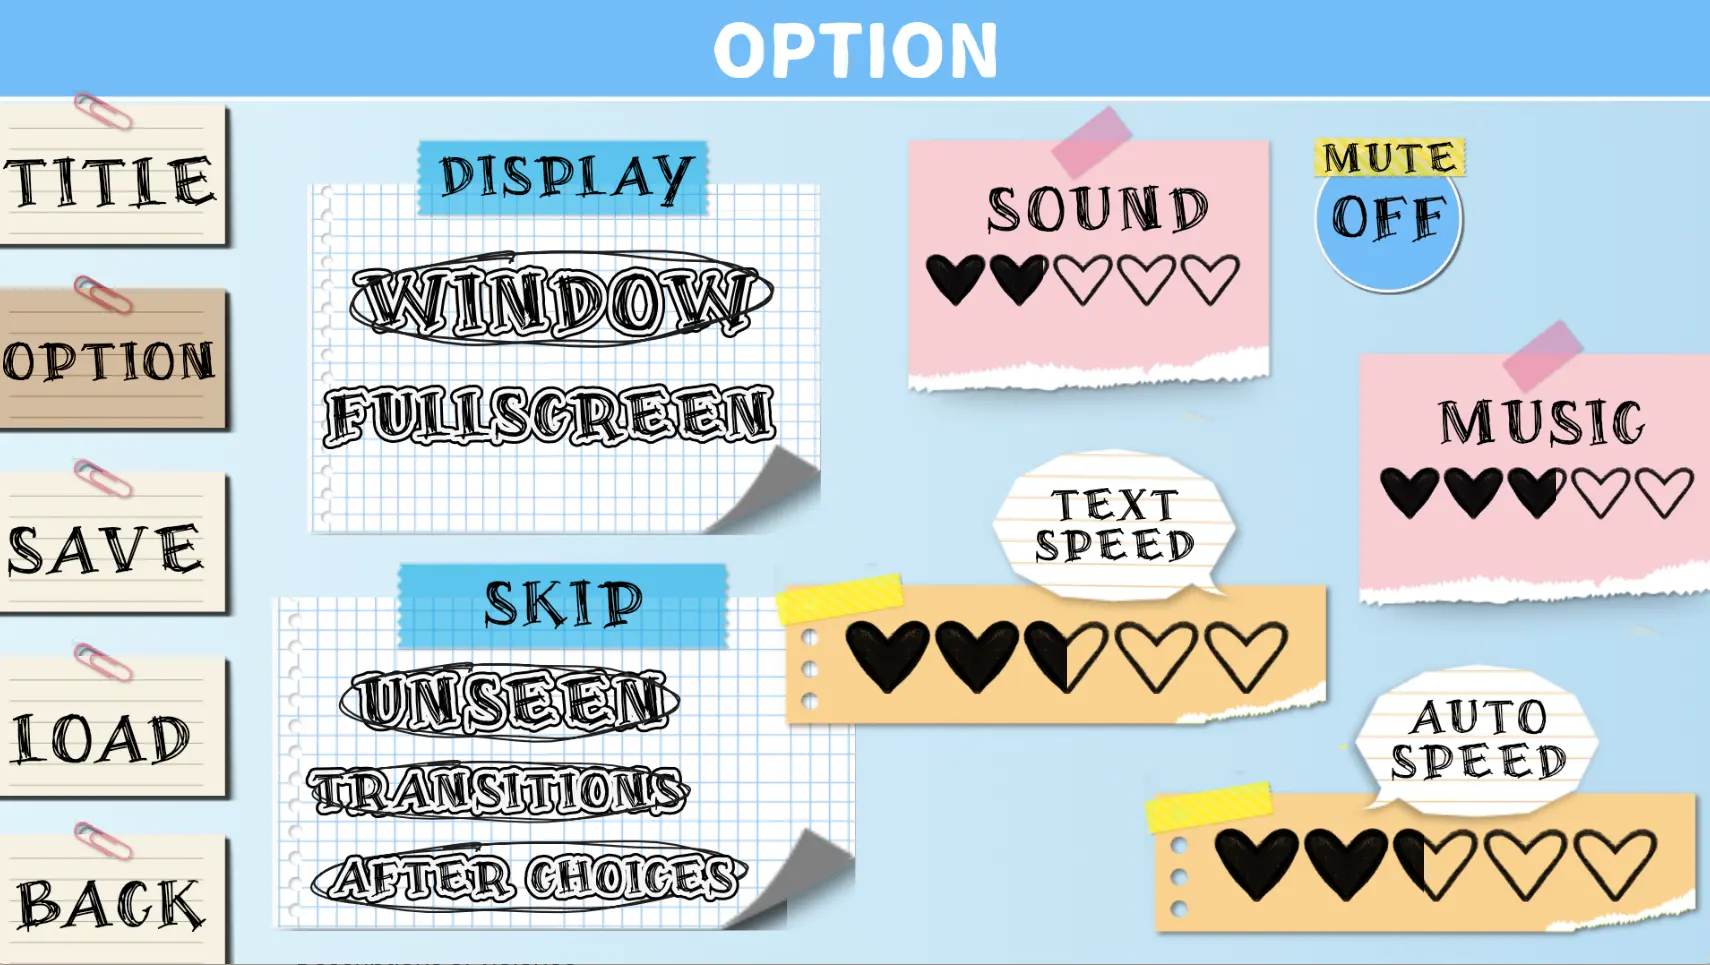 OPTION
TITLE
OPTION
SAVE
LOAD
BACK
DISPLAY
WINDOW
FULLSCREEN
SKIP
UNSEEN
TRANSITIONS
AFTER CHOICES
SOUND
MUTE
OFF
MUSIC
TEXT
SPEED
AUTO
SPEED